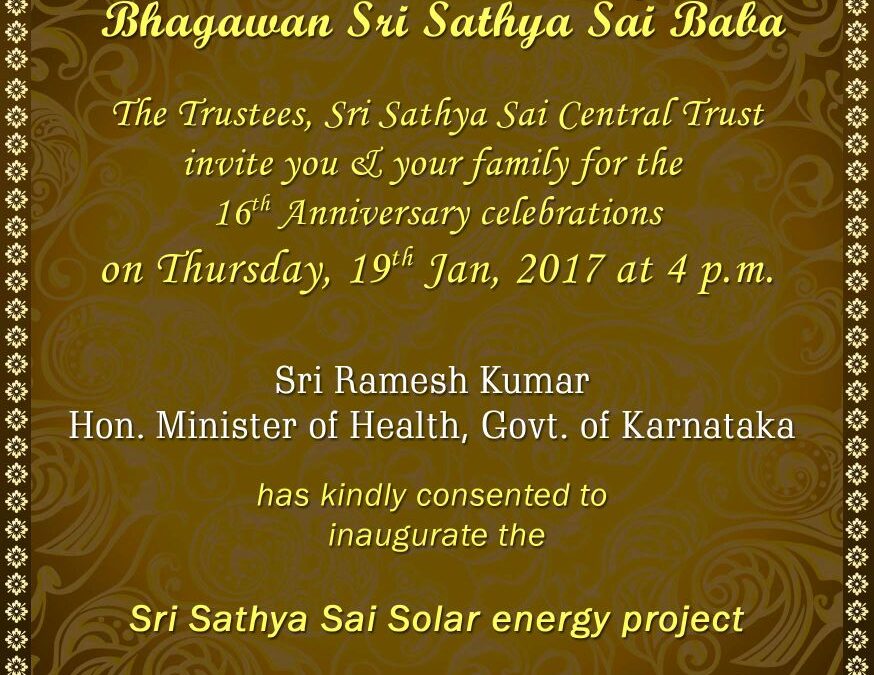 Bhagawan Sri Sathya Sai Baba
The Trustees, Sri Sathya Sai Central Trust
invite you & your family for the
16th Anniversary celebrations
on Thursday, 19th Jan, 2017 at 4 p.m.
Sri Ramesh Kumar
Hon. Minister of Health, Govt. of Karnataka
has kindly consented to
inaugurate the
Sri Sathya Sai Solar energy project